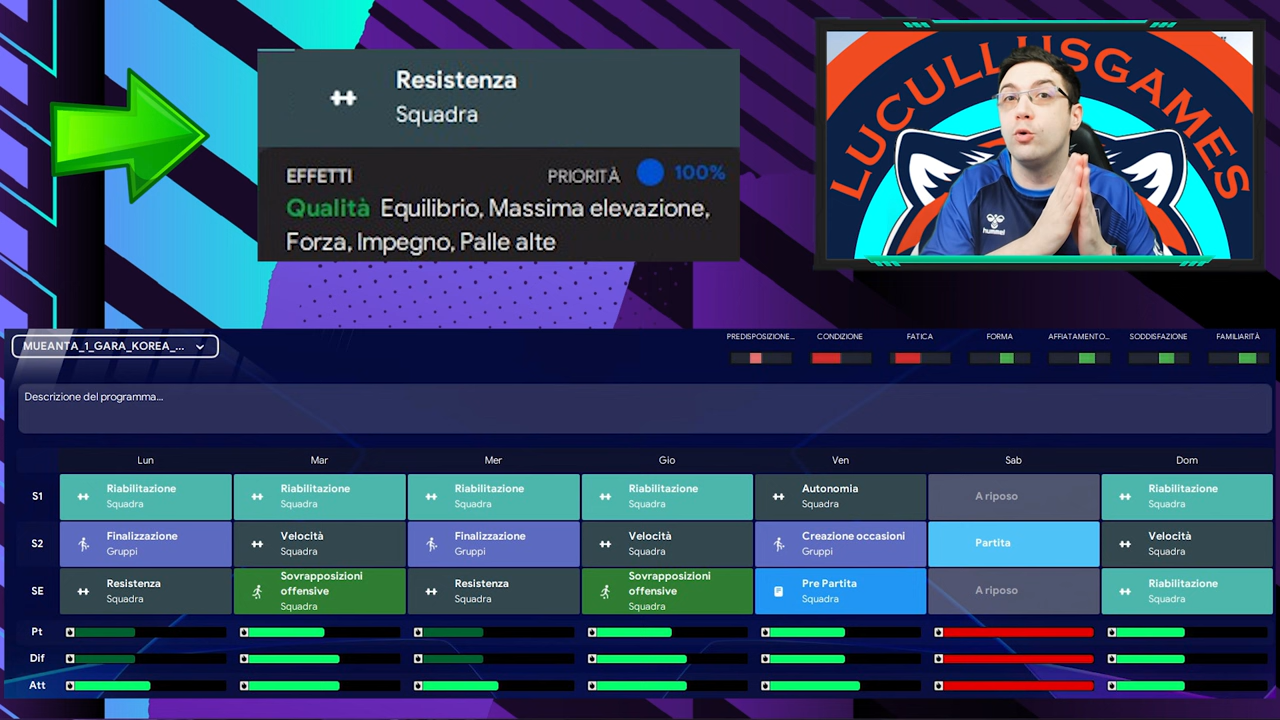 Resistenza
Squadra
EFFETTI PRIORITÀ 100%
Qualità Equilibrio, Massima elevazione,
Forza, Impegno, Palle alte
LUCULLUSGAMES
hummel
MUEANTA_1_GARA_KOREA_...
PREDISPOSIZIONE... CONDIZIONE FATICA FORMA AFFIATAMENTO... SODDISFAZIONE FAMILIARITÀ
Descrizione del programma...
Lun Mar Mer Gio Ven Sab Dom
S1
Riabilitazione Riabilitazione Riabilitazione Riabilitazione Autonomia A riposo Riabilitazione
Squadra Squadra Squadra Squadra Squadra Squadra
S2
Finalizzazione Velocità Finalizzazione Velocità Creazione occasioni Partita Velocità
Gruppi Squadra Gruppi Squadra Gruppi Squadra
SE
Resistenza Sovrapposizioni offensive Resistenza Sovrapposizioni offensive Pre Partita A riposo Riabilitazione
Squadra Squadra Squadra Squadra Squadra Squadra
Pt
Dif
Att